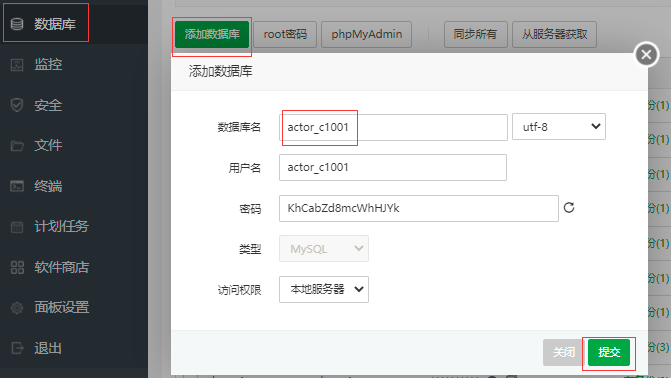 数据库
监控
安全
文件
终端
计划任务
软件商店
面板设置
退出
添加数据库 root密码 phpMyAdmin 同步所有 从服务器获取
添加数据库
数据库名 actor_c1001 utf-8
用户名 actor_c1001
密码 KhCabZd8mcWhHJYk
类型 MySQL
访问权限 本地服务器
关闭 提交
份(1)
份(1)
份(1)
份(1)
份(1)
份(1)
份(3)